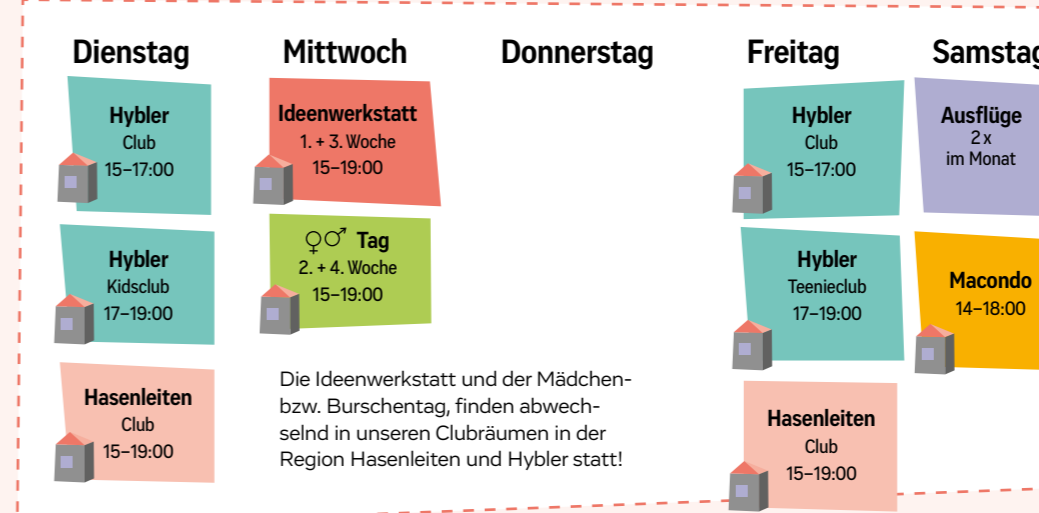 Dienstag
Hybler
Club
15–17:00
Hybler
Kidsclub
17–19:00
Hasenleiten
Club
15–19:00
Mittwoch
Ideenwerkstatt
1. + 3. Woche
15–19:00
♀♂ Tag
2. + 4. Woche
15–19:00
Die Ideenwerkstatt und der Mädchen-
bzw. Burschentag, finden abwech-
selnd in unseren Clubräumen in der
Region Hasenleiten und Hybler statt!
Donnerstag
Freitag
Hybler
Club
15–17:00
Hybler
Teenieclub
17–19:00
Hasenleiten
Club
15–19:00
Samstag
Ausflüge
2 x
im Monat
Macondo
14–18:00